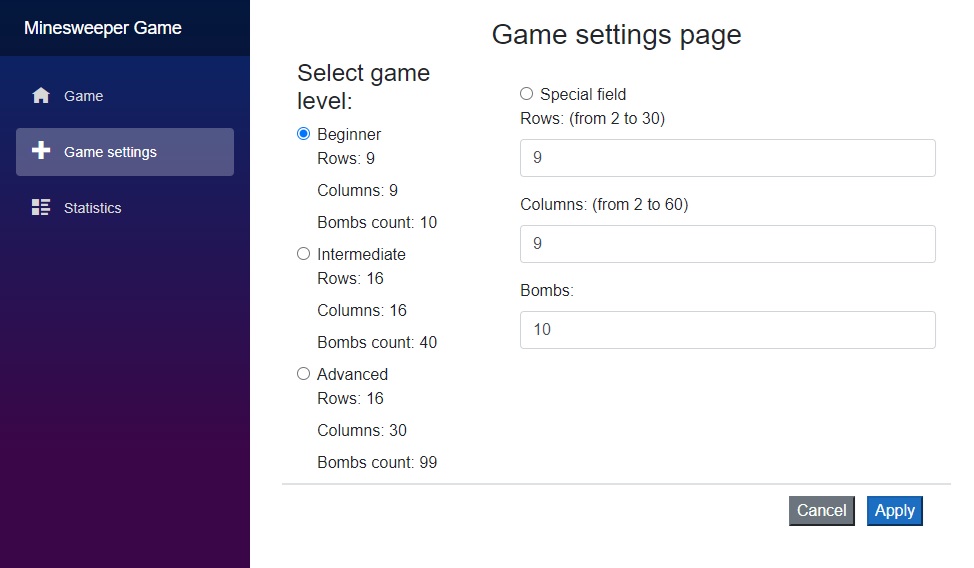 Minesweeper Game
Game
Game settings
Statistics
Game settings page
Select game
level:
Beginner
Rows: 9
Columns: 9
Bombs count: 10
Intermediate
Rows: 16
Columns: 16
Bombs count: 40
Advanced
Rows: 16
Columns: 30
Bombs count: 99
Special field
Rows: (from 2 to 30)
9
Columns: (from 2 to 60)
9
Bombs:
10
Cancel
Apply